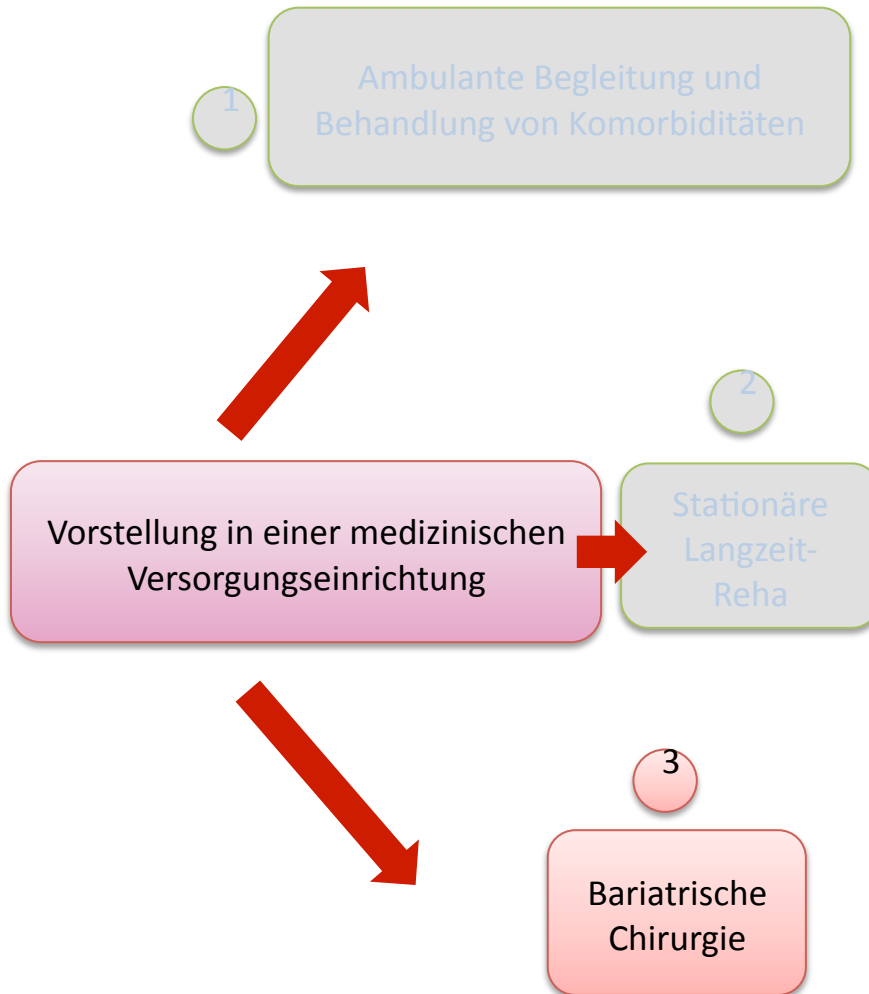 1
Ambulante Begleitung und
Behandlung von Komorbiditäten
2
Vorstellung in einer medizinischen
Versorgungseinrichtung
Stationäre
Langzeit-
Reha
3
Bariatrische
Chirurgie